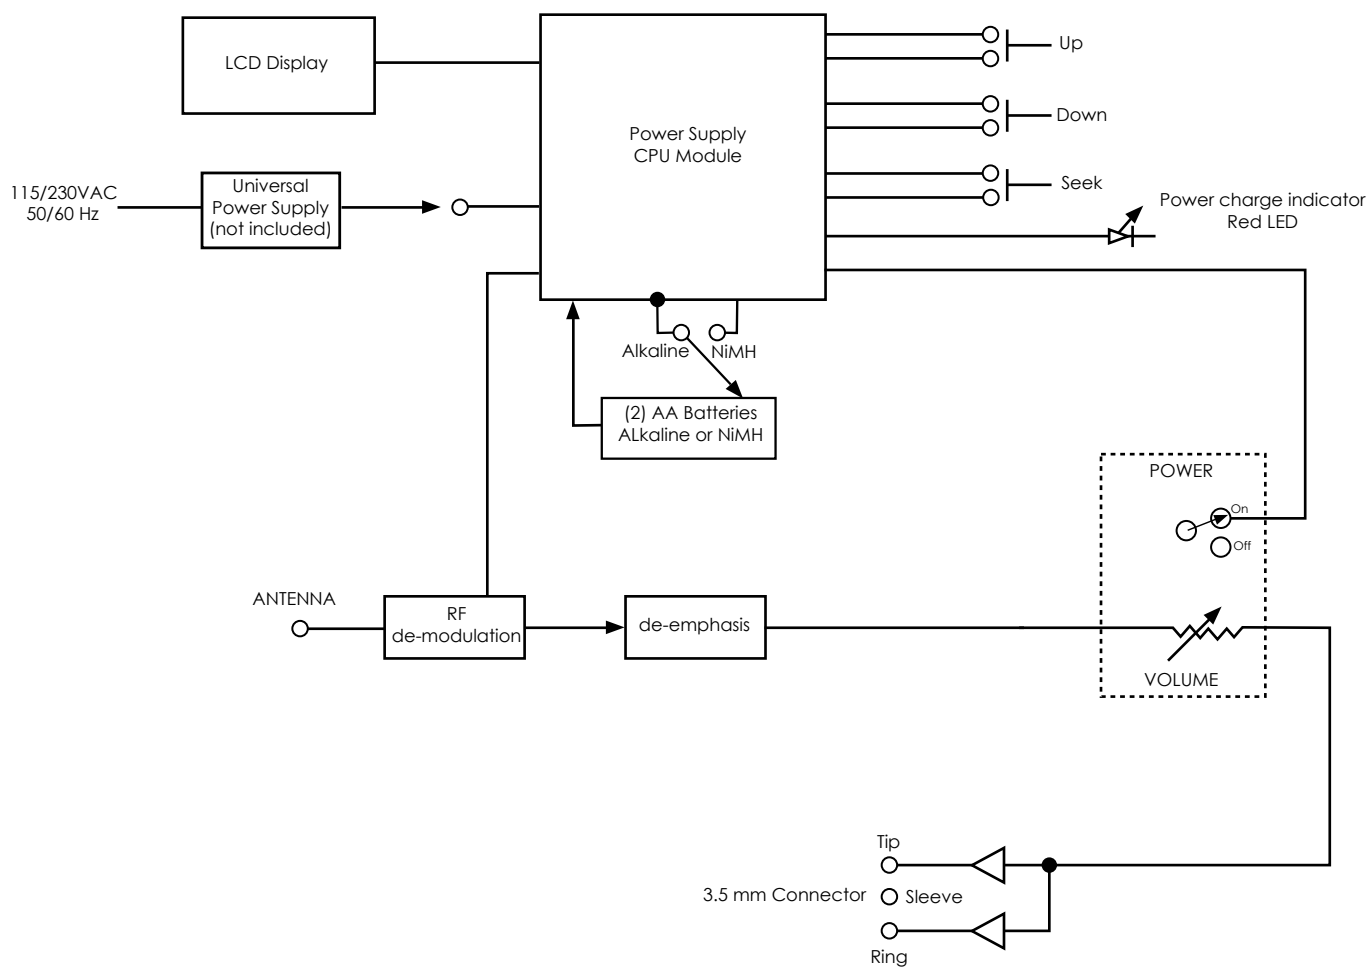 LCD Display
Power Supply
CPU Module
Up
Down
Seek
115/230VAC
50/60 Hz
Universal
Power Supply
(not included)
Power charge indicator
Red LED
Alkaline
NiMH
(2) AA Batteries
ALkaline or NiMH
POWER
On
Off
ANTENNA
RF
de-modulation
de-emphasis
VOLUME
Tip
3.5 mm Connector
Sleeve
Ring